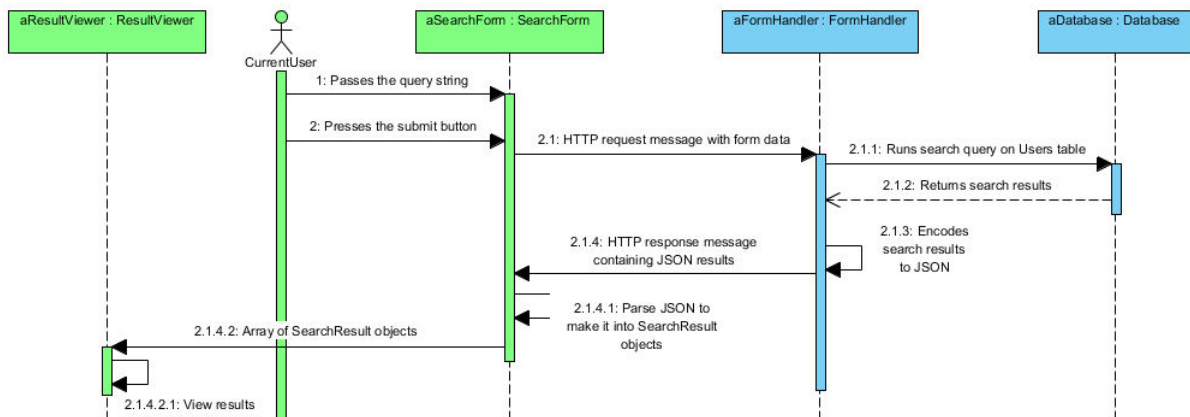 aResultViewer : ResultViewer
aSearchForm : SearchForm
aFormHandler : FormHandler
aDatabase : Database
CurrentUser
1: Passes the query string
2: Presses the submit button
2.1: HTTP request message with form data
2.1.1: Runs search query on Users table
2.1.2: Returns search results
2.1.3: Encodes
search results
to JSON
2.1.4: HTTP response message
containing JSON results
2.1.4.1: Parse JSON to
make it into SearchResult
objects
2.1.4.2: Array of SearchResult objects
2.1.4.2.1: View results